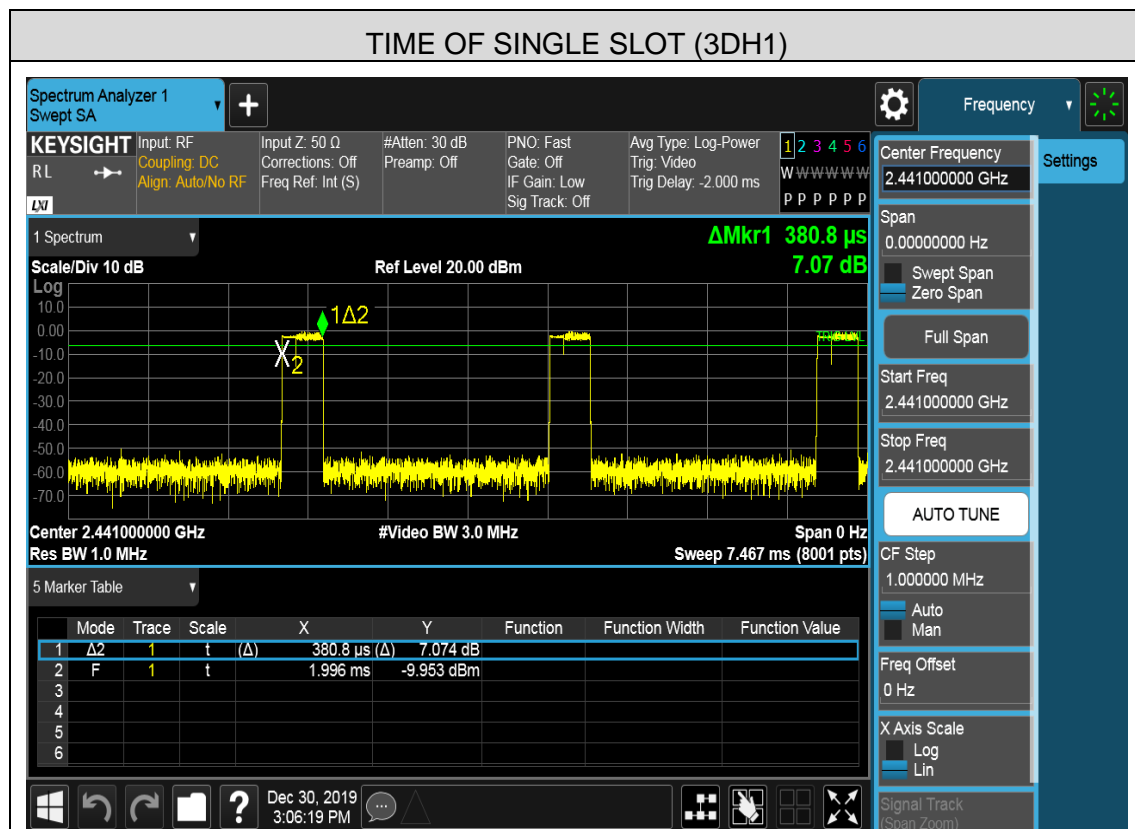 TIME OF SINGLE SLOT (3DH1)
Spectrum Analyzer 1
Swept SA
Frequency
KEYSIGHT
RL
LXI
Input: RF
Coupling: DC
Align: Auto/No RF
Input Z: 50 Ω
Corrections: Off
Freq Ref: Int (S)
#Atten: 30 dB
Preamp: Off
PNO: Fast
Gate: Off
IF Gain: Low
Sig Track: Off
Avg Type: Log-Power
Trig: Video
Trig Delay: -2.000 ms
1 2 3 4 5 6
W W W W W W
P P P P P P
1 Spectrum
ΔMkr1 380.8 µs
7.07 dB
Scale/Div 10 dB
Ref Level 20.00 dBm
Log
10.0
0.00
-10.0
-20.0
-30.0
-40.0
-50.0
-60.0
-70.0
1Δ2
X2
Center 2.441000000 GHz
#Video BW 3.0 MHz
Span 0 Hz
Res BW 1.0 MHz
Sweep 7.467 ms (8001 pts)
5 Marker Table
Mode Trace Scale X Y Function Function Width Function Value
1 Δ2 1 t (Δ) 380.8 µs (Δ) 7.074 dB
2 F 1 t 1.996 ms -9.953 dBm
3
4
5
6
Dec 30, 2019
3:06:19 PM
Center Frequency
2.441000000 GHz
Settings
Span
0.00000000 Hz
Swept Span
Zero Span
Full Span
Start Freq
2.441000000 GHz
Stop Freq
2.441000000 GHz
AUTO TUNE
CF Step
1.000000 MHz
Auto
Man
Freq Offset
0 Hz
X Axis Scale
Log
Lin
Signal Track
(Span Zoom)